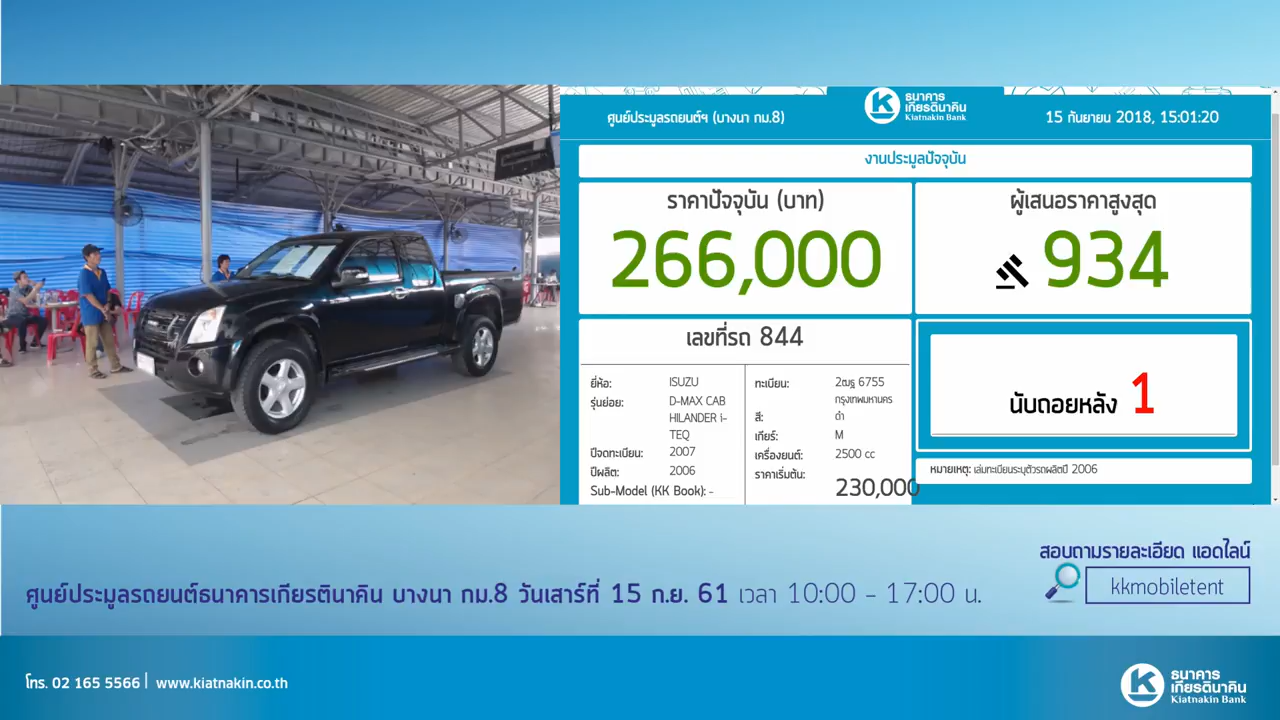 ธนาคาร
เกียรตินาคิน
Kiatnakin Bank
ศูนย์ประมูลรถยนต์ฯ (บางนา กม.8)
15 กันยายน 2018, 15:01:20
งานประมูลปัจจุบัน
ราคาปัจจุบัน (บาท)
266,000
ผู้เสนอราคาสูงสุด
934
เลขที่รถ 844
ยี่ห้อ: ISUZU
รุ่นย่อย: D-MAX CAB
HILANDER i-
TEQ
ปีจดทะเบียน: 2007
ปีผลิต: 2006
Sub-Model (KK Book): -
ทะเบียน: 2ฒฐ 6755
กรุงเทพมหานคร
สี: ดำ
เกียร์: M
เครื่องยนต์: 2500 cc
ราคาเริ่มต้น: 230,000
นับถอยหลัง 1
หมายเหตุ: เล่มทะเบียนระบุตัวรถผลิตปี 2006
สอบถามรายละเอียด แอดไลน์
kkmobiletent
ศูนย์ประมูลรถยนต์ธนาคารเกียรตินาคิน บางนา กม.8 วันเสาร์ที่ 15 ก.ย. 61 เวลา 10:00 - 17:00 น.
โทร. 02 165 5566 | www.kiatnakin.co.th
ธนาคาร
เกียรตินาคิน
Kiatnakin Bank